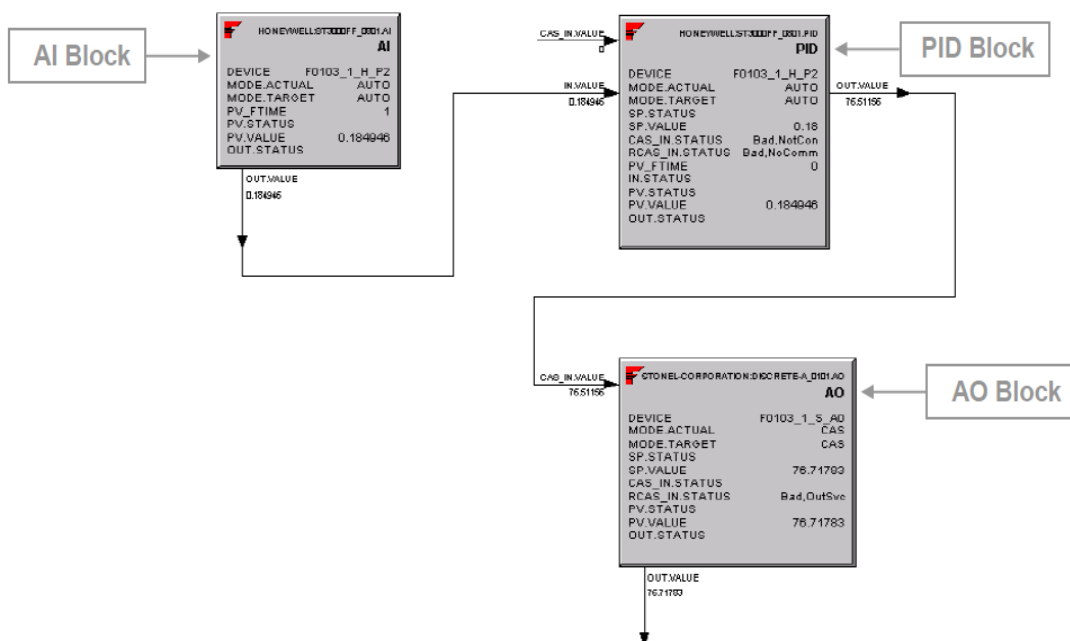 AI Block
HONEYWELL:ST3000FF_0801.AI
AI
DEVICE F0103_1_H_P2
MODE.ACTUAL AUTO
MODE.TARGET AUTO
PV_FTIME 1
PV.STATUS
PV.VALUE 0.184946
OUT.STATUS
OUT.VALUE
0.184946
CAS_IN.VALUE
0
IN.VALUE
0.184946
HONEYWELL:ST3000FF_0801.PID
PID
DEVICE F0103_1_H_P2
MODE.ACTUAL AUTO
MODE.TARGET AUTO
SP.STATUS
SP.VALUE 0.18
CAS_IN.STATUS Bad,NotCon
RCAS_IN.STATUS Bad,NoComm
PV_FTIME 0
IN.STATUS
PV.STATUS
PV.VALUE 0.184946
OUT.STATUS
OUT.VALUE
76.51156
PID Block
CAS_IN.VALUE
76.51156
STONEL-CORPORATION:DISCRETE-A_0101.AO
AO
DEVICE F0103_1_S_AO
MODE.ACTUAL CAS
MODE.TARGET CAS
SP.STATUS
SP.VALUE 76.71783
CAS_IN.STATUS
RCAS_IN.STATUS Bad,OutSvc
PV.STATUS
PV.VALUE 76.71783
OUT.STATUS
OUT.VALUE
76.71783
AO Block